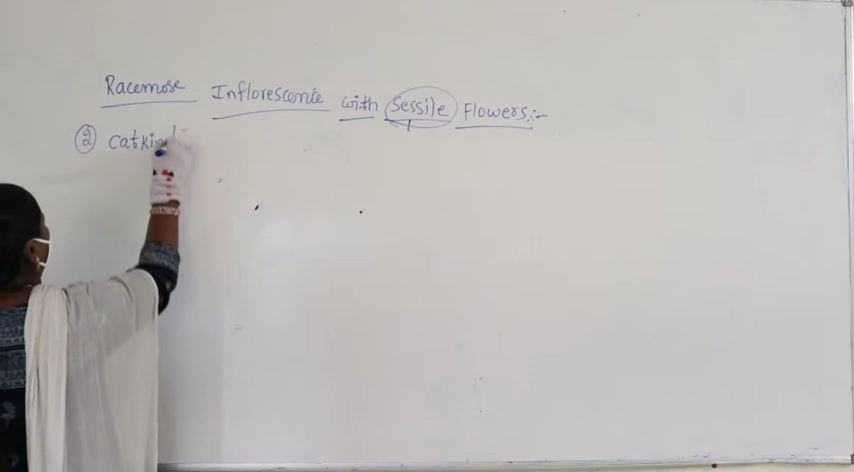 Racemose Inflorescence with Sessile Flowers:-
② Catkin